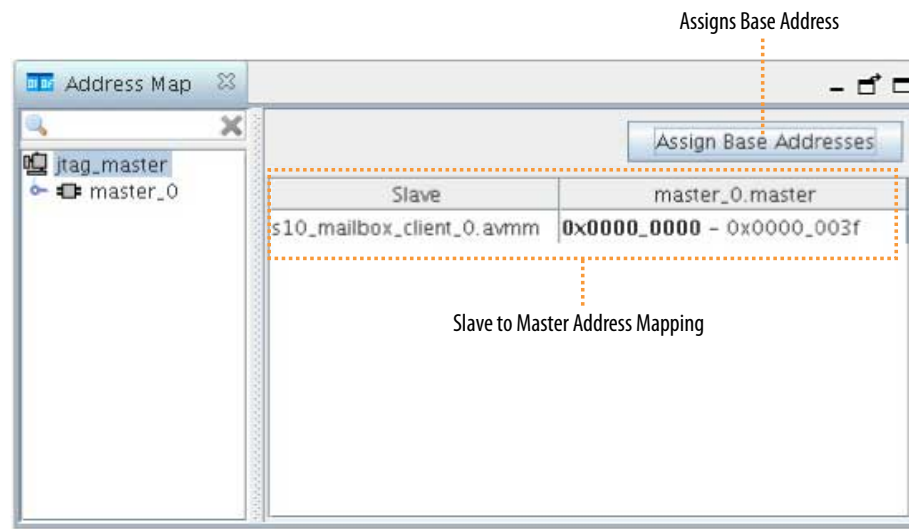 Assigns Base Address
Address Map
Assign Base Addresses
jtag_master
master_0
Slave master_0.master
s10_mailbox_client_0.avmm 0x0000_0000 - 0x0000_003f
Slave to Master Address Mapping